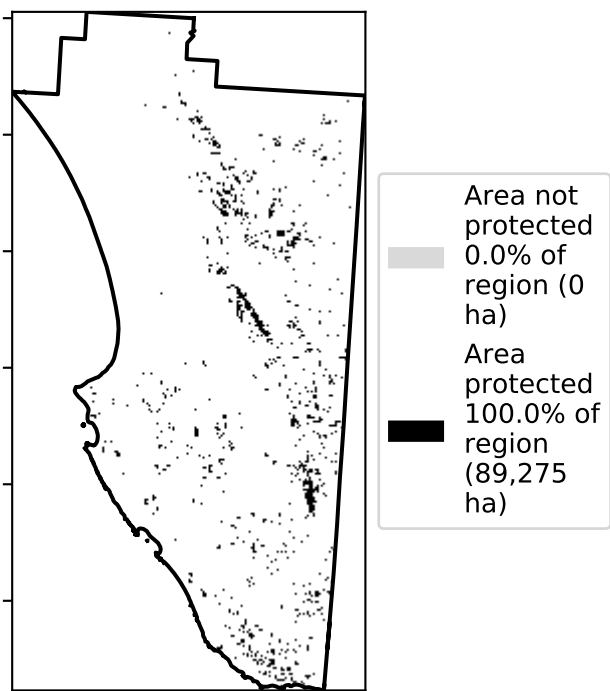 Area not
protected
0.0% of
region (0
ha)
Area
protected
100.0% of
region
(89,275
ha)